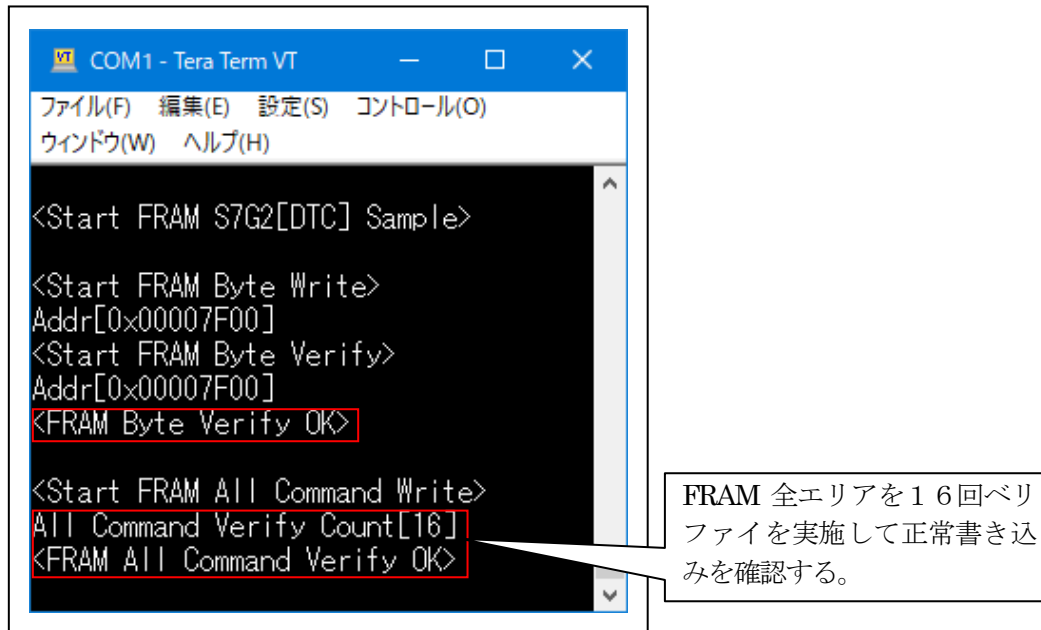 COM1 - Tera Term VT
ファイル(F) 編集(E) 設定(S) コントロール(O)
ウィンドウ(W) ヘルプ(H)
<Start FRAM S7G2[DTC] Sample>
<Start FRAM Byte Write>
Addr[0x00007F00]
<Start FRAM Byte Verify>
Addr[0x00007F00]
<FRAM Byte Verify OK>
<Start FRAM All Command Write>
All Command Verify Count[16]
<FRAM All Command Verify OK>
FRAM 全エリアを１６回ベリ
ファイを実施して正常書き込
みを確認する。